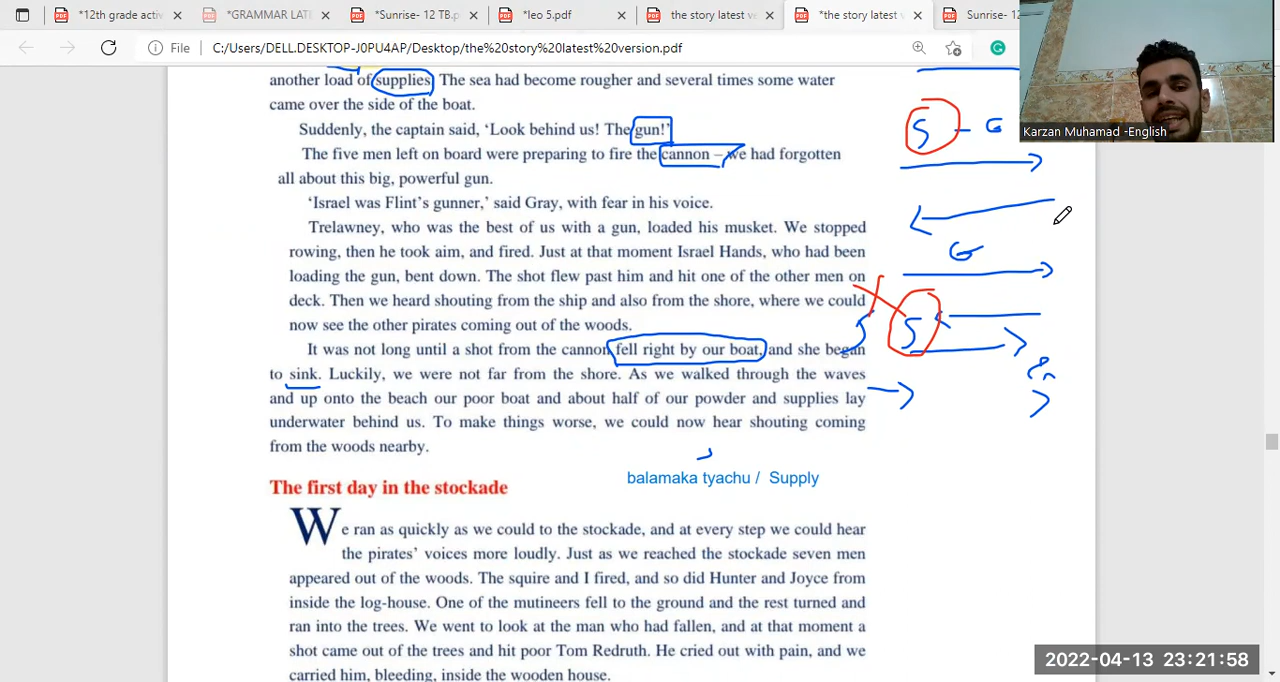 *12th grade activ
*GRAMMAR LATE
*Sunrise- 12 TB.p
*leo 5.pdf
the story latest v
*the story latest v
Sunrise- 12
File C:/Users/DELL.DESKTOP-J0PU4AP/Desktop/the%20story%20latest%20version.pdf
Karzan Muhamad -English
another load of supplies. The sea had become rougher and several times some water
came over the side of the boat.
Suddenly, the captain said, ‘Look behind us! The gun!’
The five men left on board were preparing to fire the cannon – we had forgotten
all about this big, powerful gun.
‘Israel was Flint’s gunner,’ said Gray, with fear in his voice.
Trelawney, who was the best of us with a gun, loaded his musket. We stopped
rowing, then he took aim, and fired. Just at that moment Israel Hands, who had been
loading the gun, bent down. The shot flew past him and hit one of the other men on
deck. Then we heard shouting from the ship and also from the shore, where we could
now see the other pirates coming out of the woods.
It was not long until a shot from the cannon fell right by our boat, and she began
to sink. Luckily, we were not far from the shore. As we walked through the waves
and up onto the beach our poor boat and about half of our powder and supplies lay
underwater behind us. To make things worse, we could now hear shouting coming
from the woods nearby.
balamaka tyachu / Supply
The first day in the stockade
We ran as quickly as we could to the stockade, and at every step we could hear
the pirates’ voices more loudly. Just as we reached the stockade seven men
appeared out of the woods. The squire and I fired, and so did Hunter and Joyce from
inside the log-house. One of the mutineers fell to the ground and the rest turned and
ran into the trees. We went to look at the man who had fallen, and at that moment a
shot came out of the trees and hit poor Tom Redruth. He cried out with pain, and we
carried him, bleeding, inside the wooden house.
S - G
G
S
2022-04-13 23:21:58